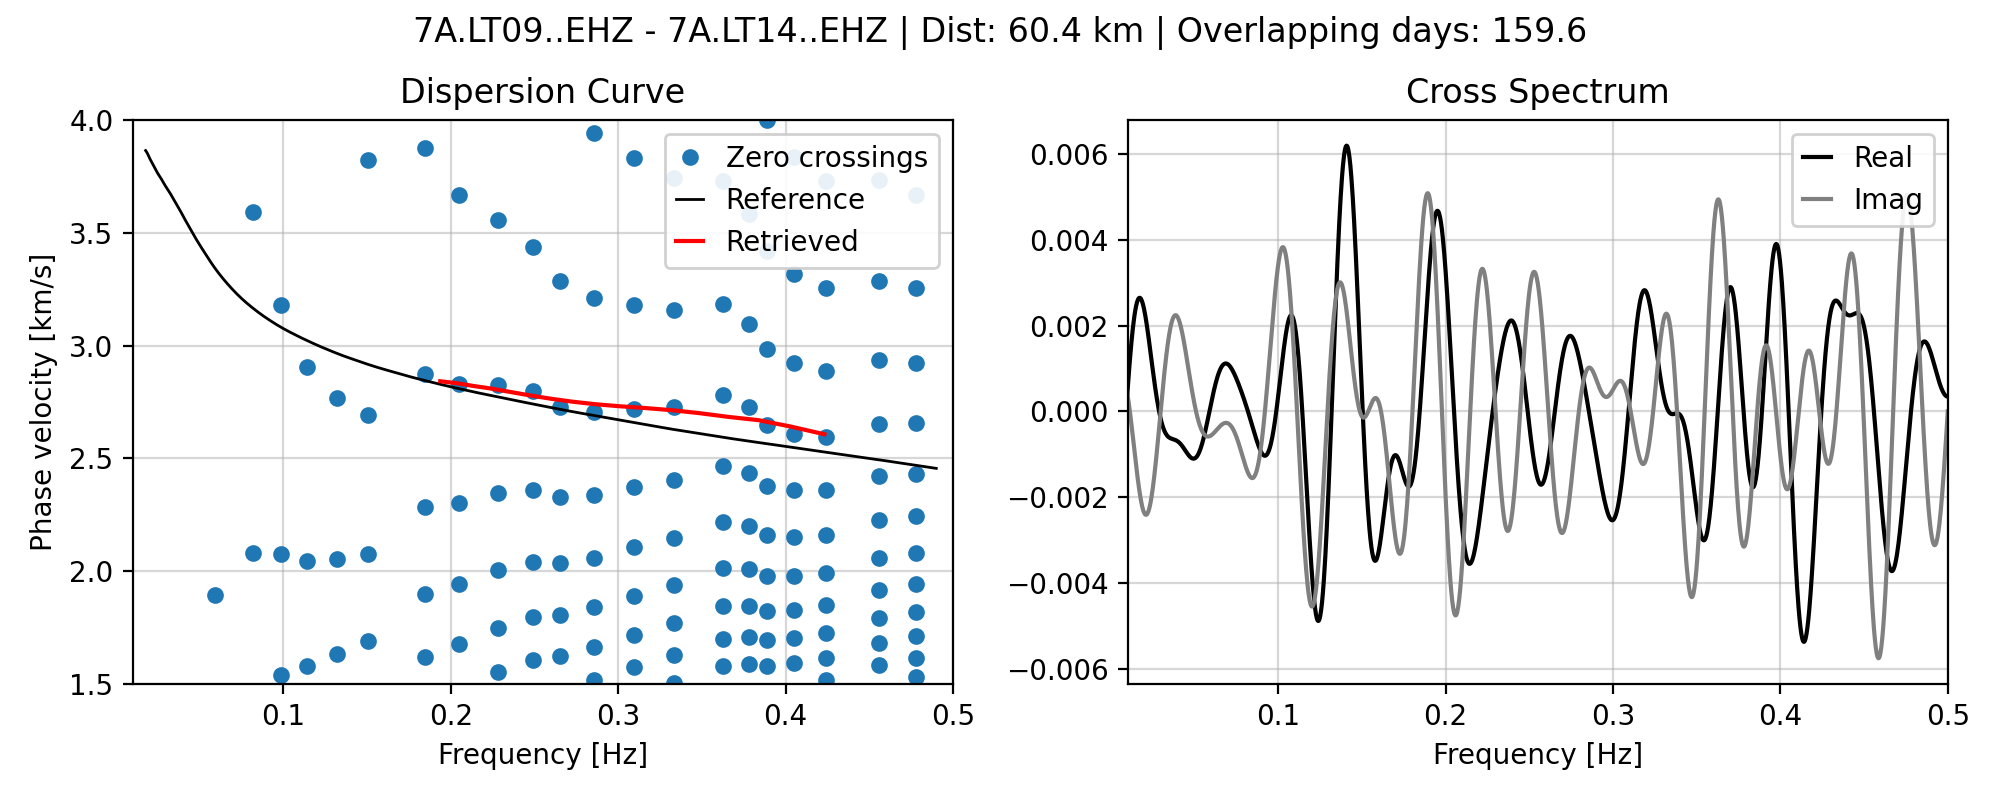 7A.LT09..EHZ - 7A.LT14..EHZ | Dist: 60.4 km | Overlapping days: 159.6
Dispersion Curve
4.0
3.5
3.0
2.5
2.0
1.5
Phase velocity [km/s]
Zero crossings
Reference
Retrieved
0.1
0.2
0.3
0.4
0.5
Frequency [Hz]
Cross Spectrum
0.006
0.004
0.002
0.000
−0.002
−0.004
−0.006
Real
Imag
0.1
0.2
0.3
0.4
0.5
Frequency [Hz]